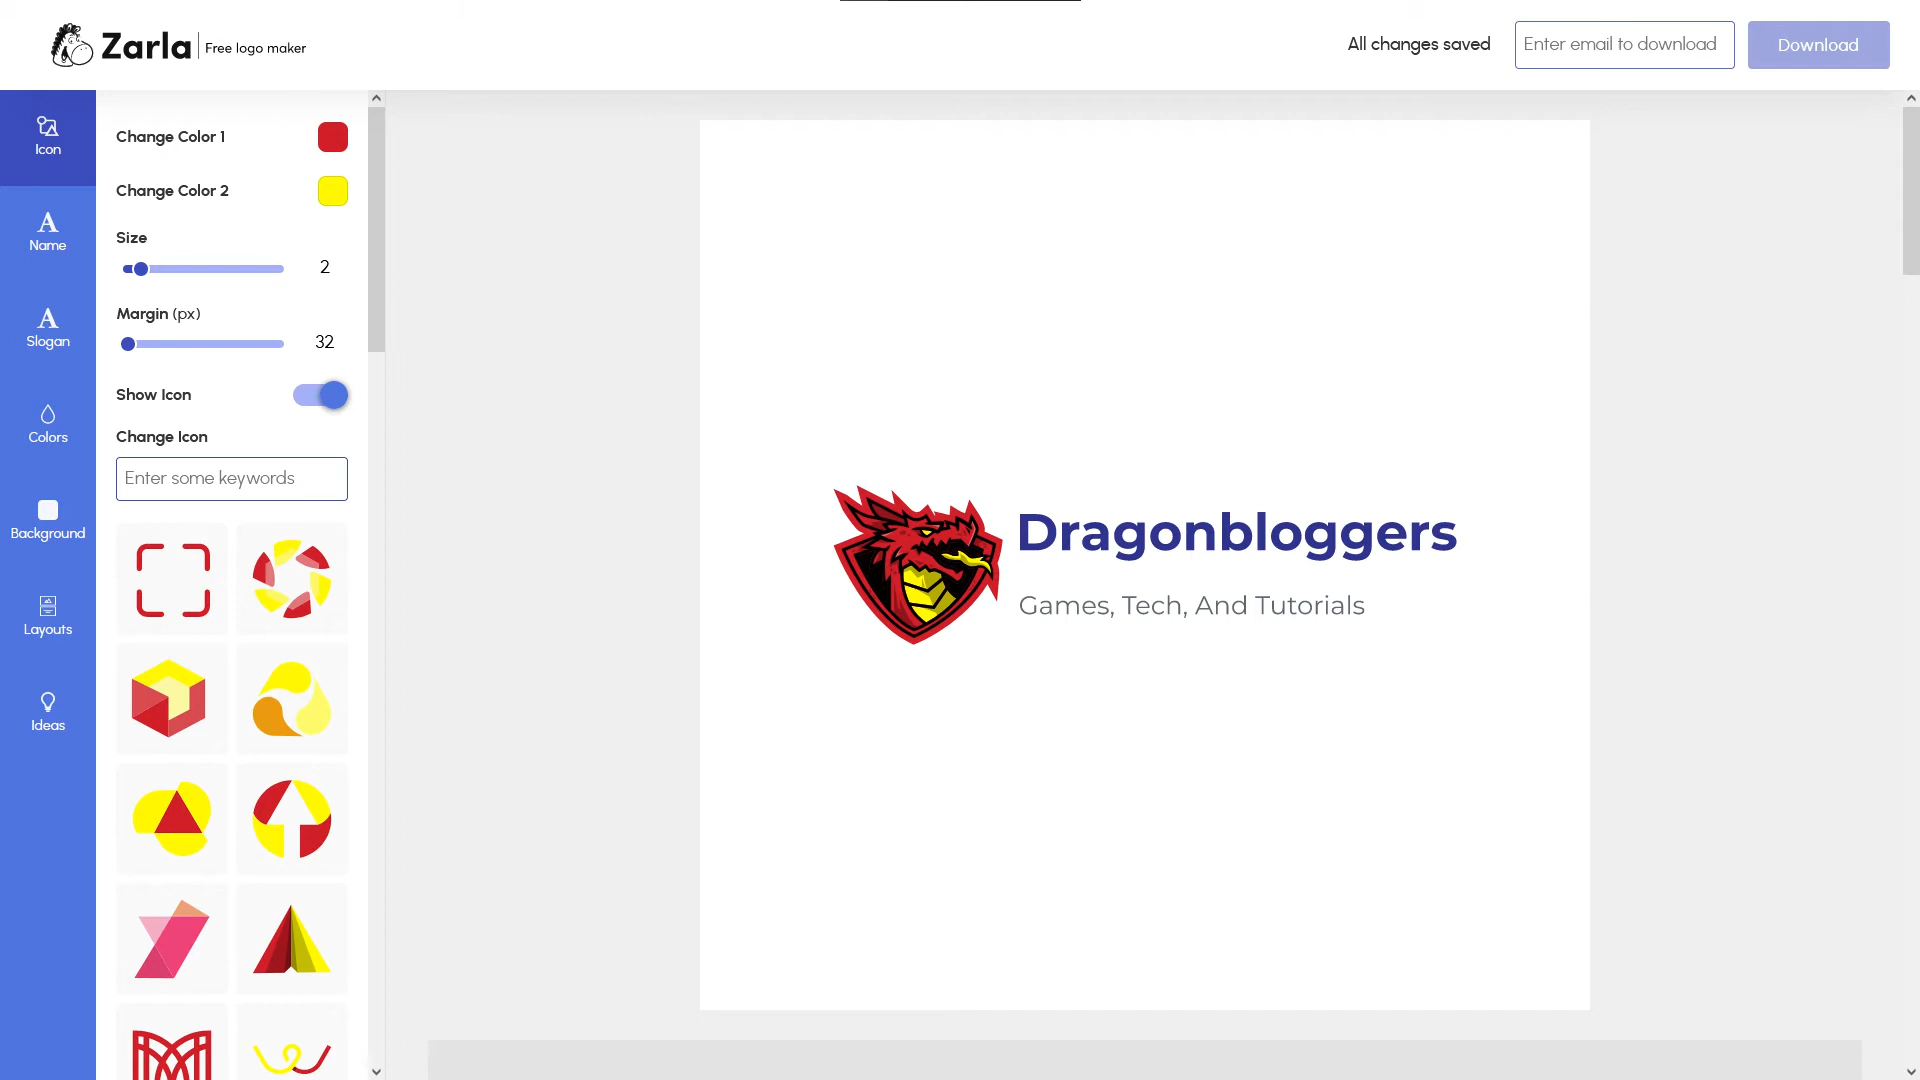 Zarla Free logo maker
All changes saved
Enter email to download
Download
Icon
Name
Slogan
Colors
Background
Layouts
Ideas
Change Color 1
Change Color 2
Size
2
Margin (px)
32
Show Icon
Change Icon
Enter some keywords
Dragonbloggers
Games, Tech, And Tutorials